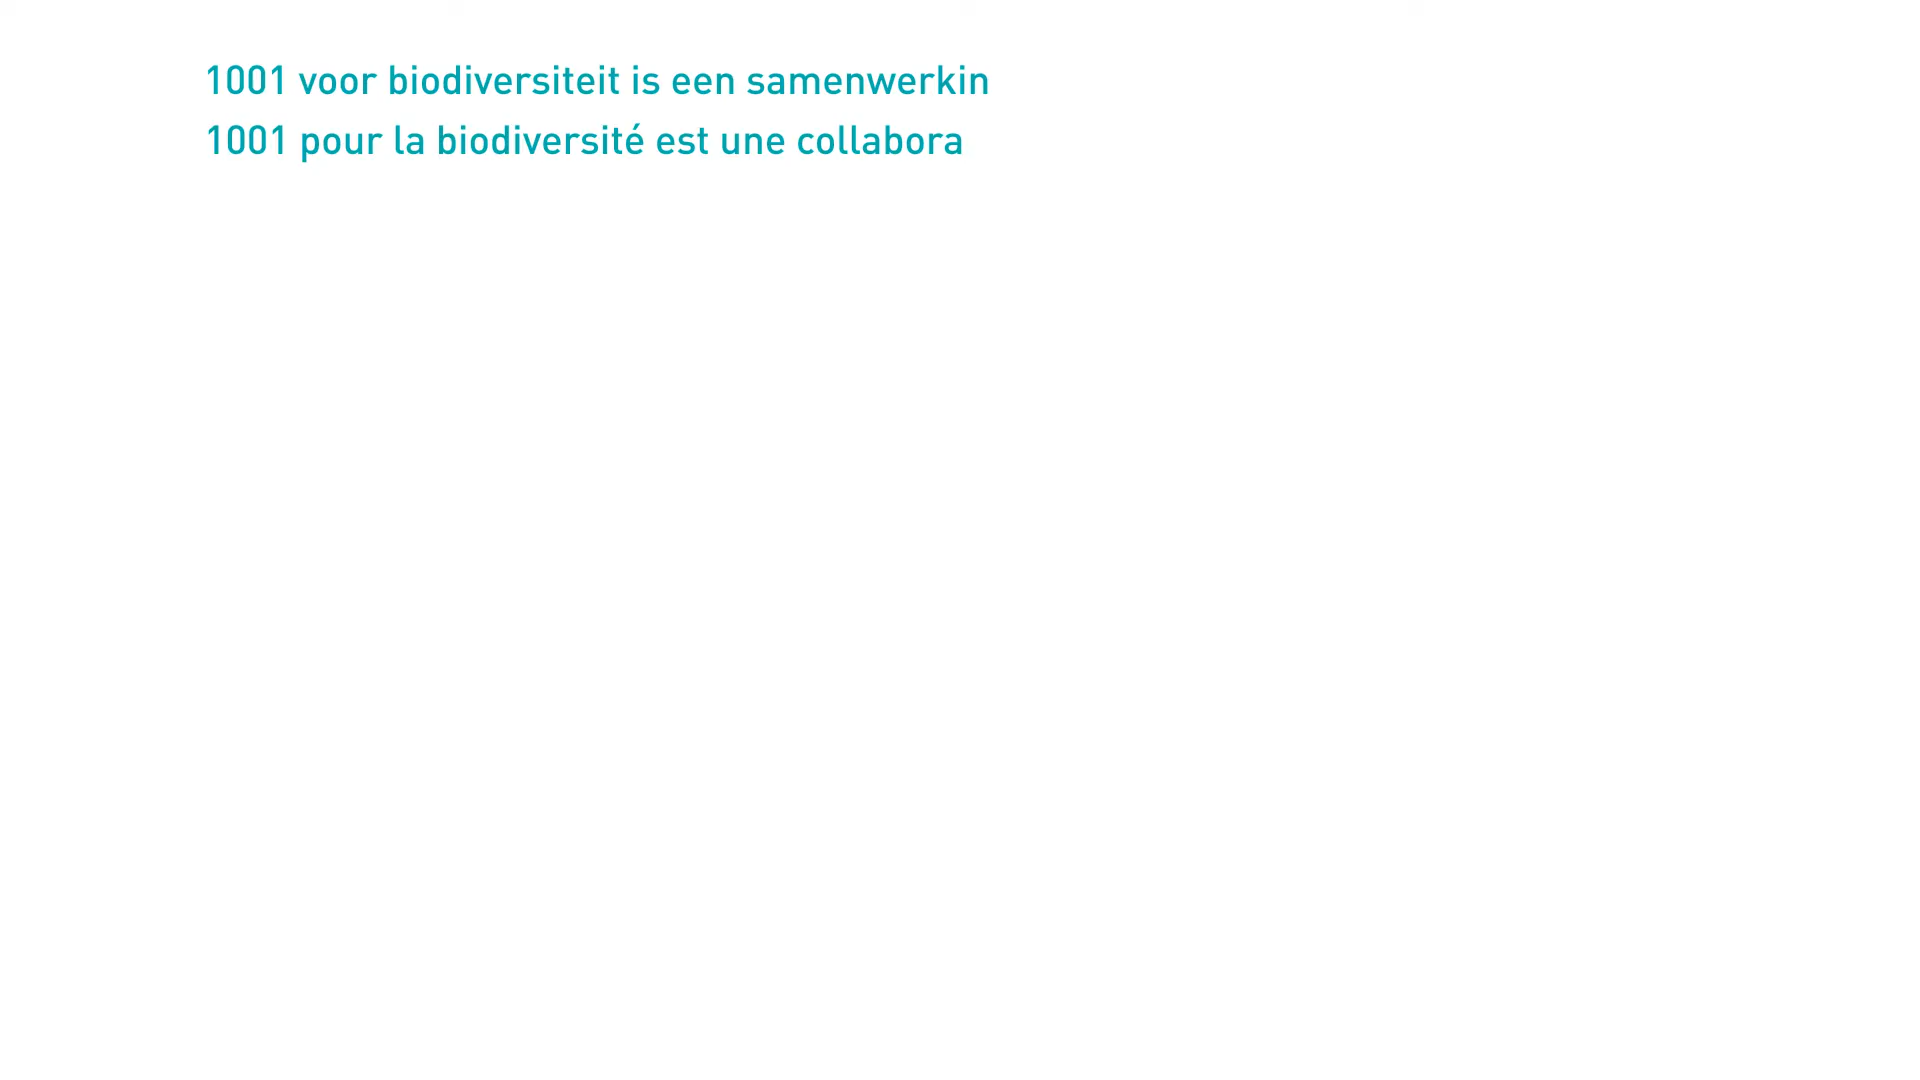 1001 voor biodiversiteit is een samenwerkin
1001 pour la biodiversité est une collabora